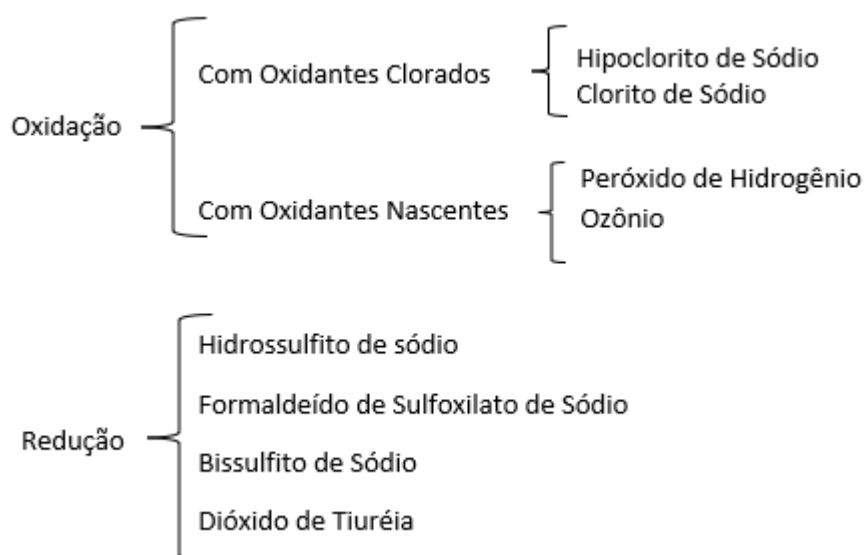 Oxidação
Com Oxidantes Clorados
Hipoclorito de Sódio
Clorito de Sódio
Com Oxidantes Nascentes
Peróxido de Hidrogênio
Ozônio
Redução
Hidrossulfito de sódio
Formaldeído de Sulfoxilato de Sódio
Bissulfito de Sódio
Dióxido de Tiuréia